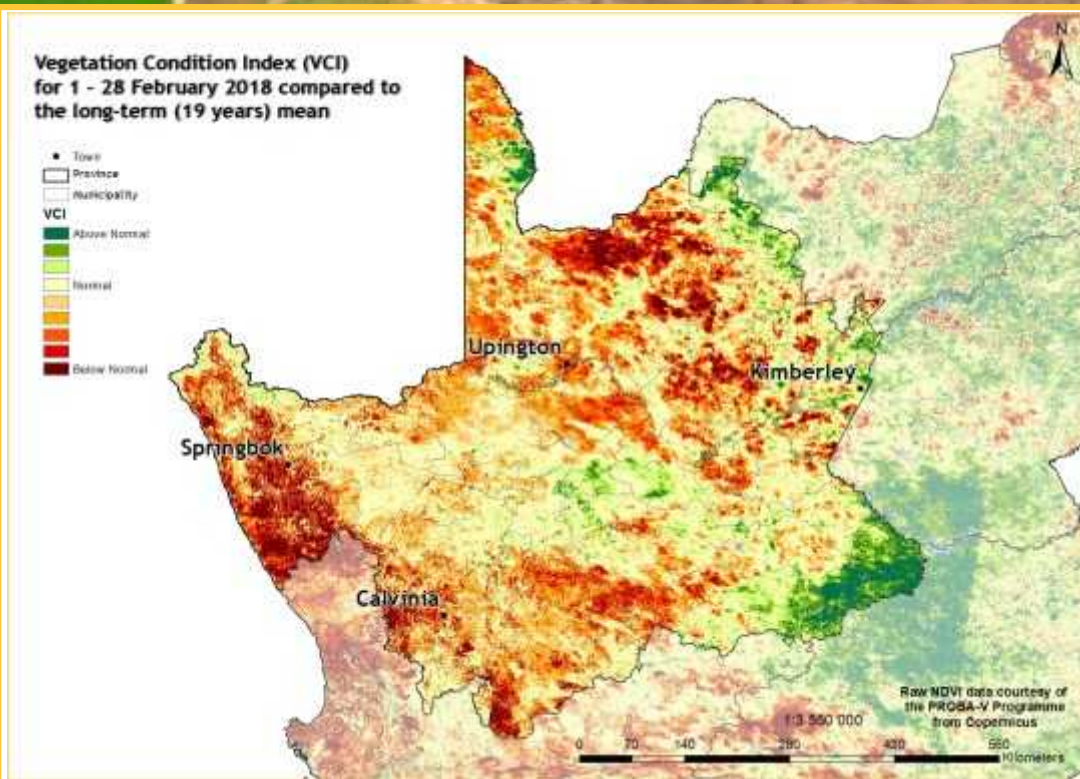 Vegetation Condition Index (VCI)
for 1 - 28 February 2018 compared to
the long-term (19 years) mean
N
Town
Province
Municipality
VCI
Above Normal
Normal
Below Normal
Upington
Kimberley
Springbok
Calvinia
Raw NDVI data courtesy of
the PROBA-V Programme
from Copernicus
1:3 550 000
0 70 140 280 420 560
Kilometers